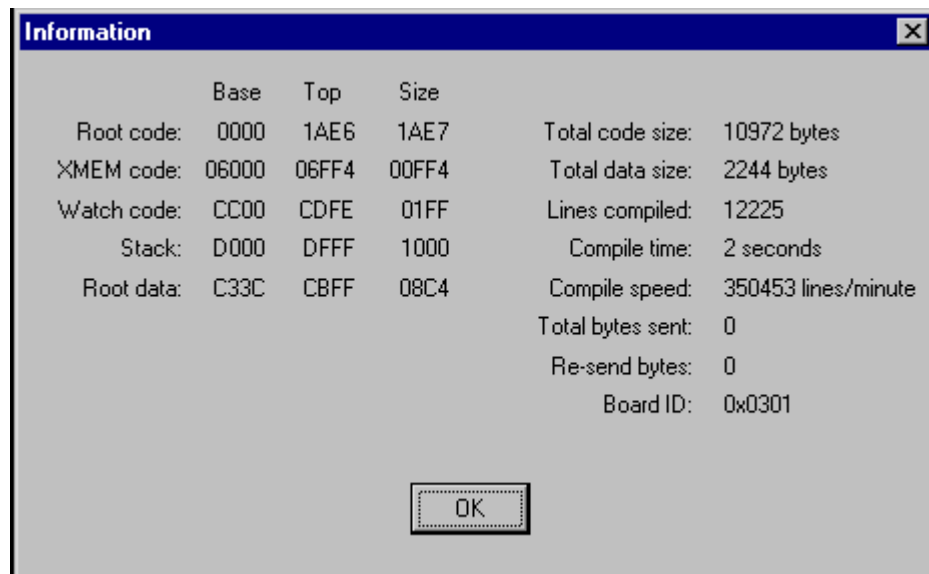 Information
Base Top Size
Root code: 0000 1AE6 1AE7 Total code size: 10972 bytes
XMEM code: 06000 06FF4 00FF4 Total data size: 2244 bytes
Watch code: CC00 CDFE 01FF Lines compiled: 12225
Stack: D000 DFFF 1000 Compile time: 2 seconds
Root data: C33C CBFF 08C4 Compile speed: 350453 lines/minute
Total bytes sent: 0
Re-send bytes: 0
Board ID: 0x0301
OK